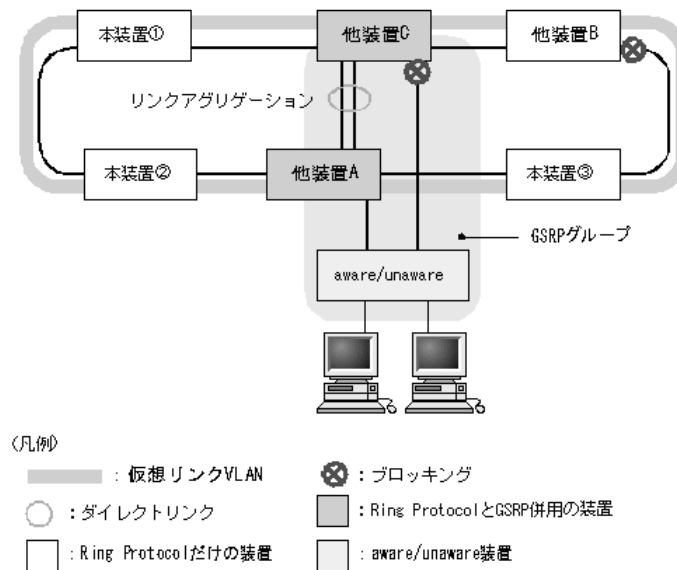 本装置①
他装置C
他装置B
リンクアグリゲーション
本装置②
他装置A
本装置③
GSRPグループ
aware/unaware
(凡例)
：仮想リンクVLAN
：ブロッキング
：ダイレクトリンク
：Ring ProtocolとGSRP併用の装置
：Ring Protocolだけの装置
：aware/unaware装置